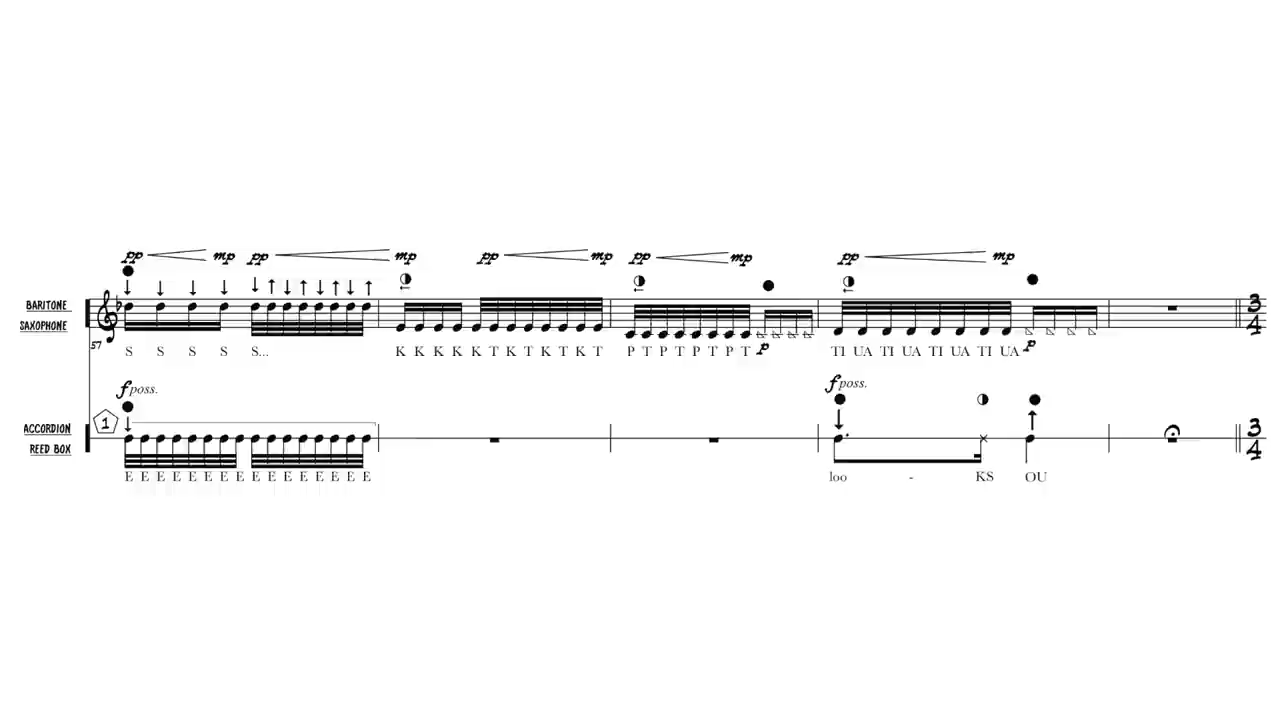 pp mp pp mp pp mp pp mp pp mp
BARITONE
SAXOPHONE
3
4
57
S S S S S... K K K K K T K T K T K T P T P T P T P T p TI UA TI UA TI UA TI UA p
f poss. f poss.
1
ACCORDION
REED BOX
3
4
E E E E E E E E E E E E E E E E loo - KS OU